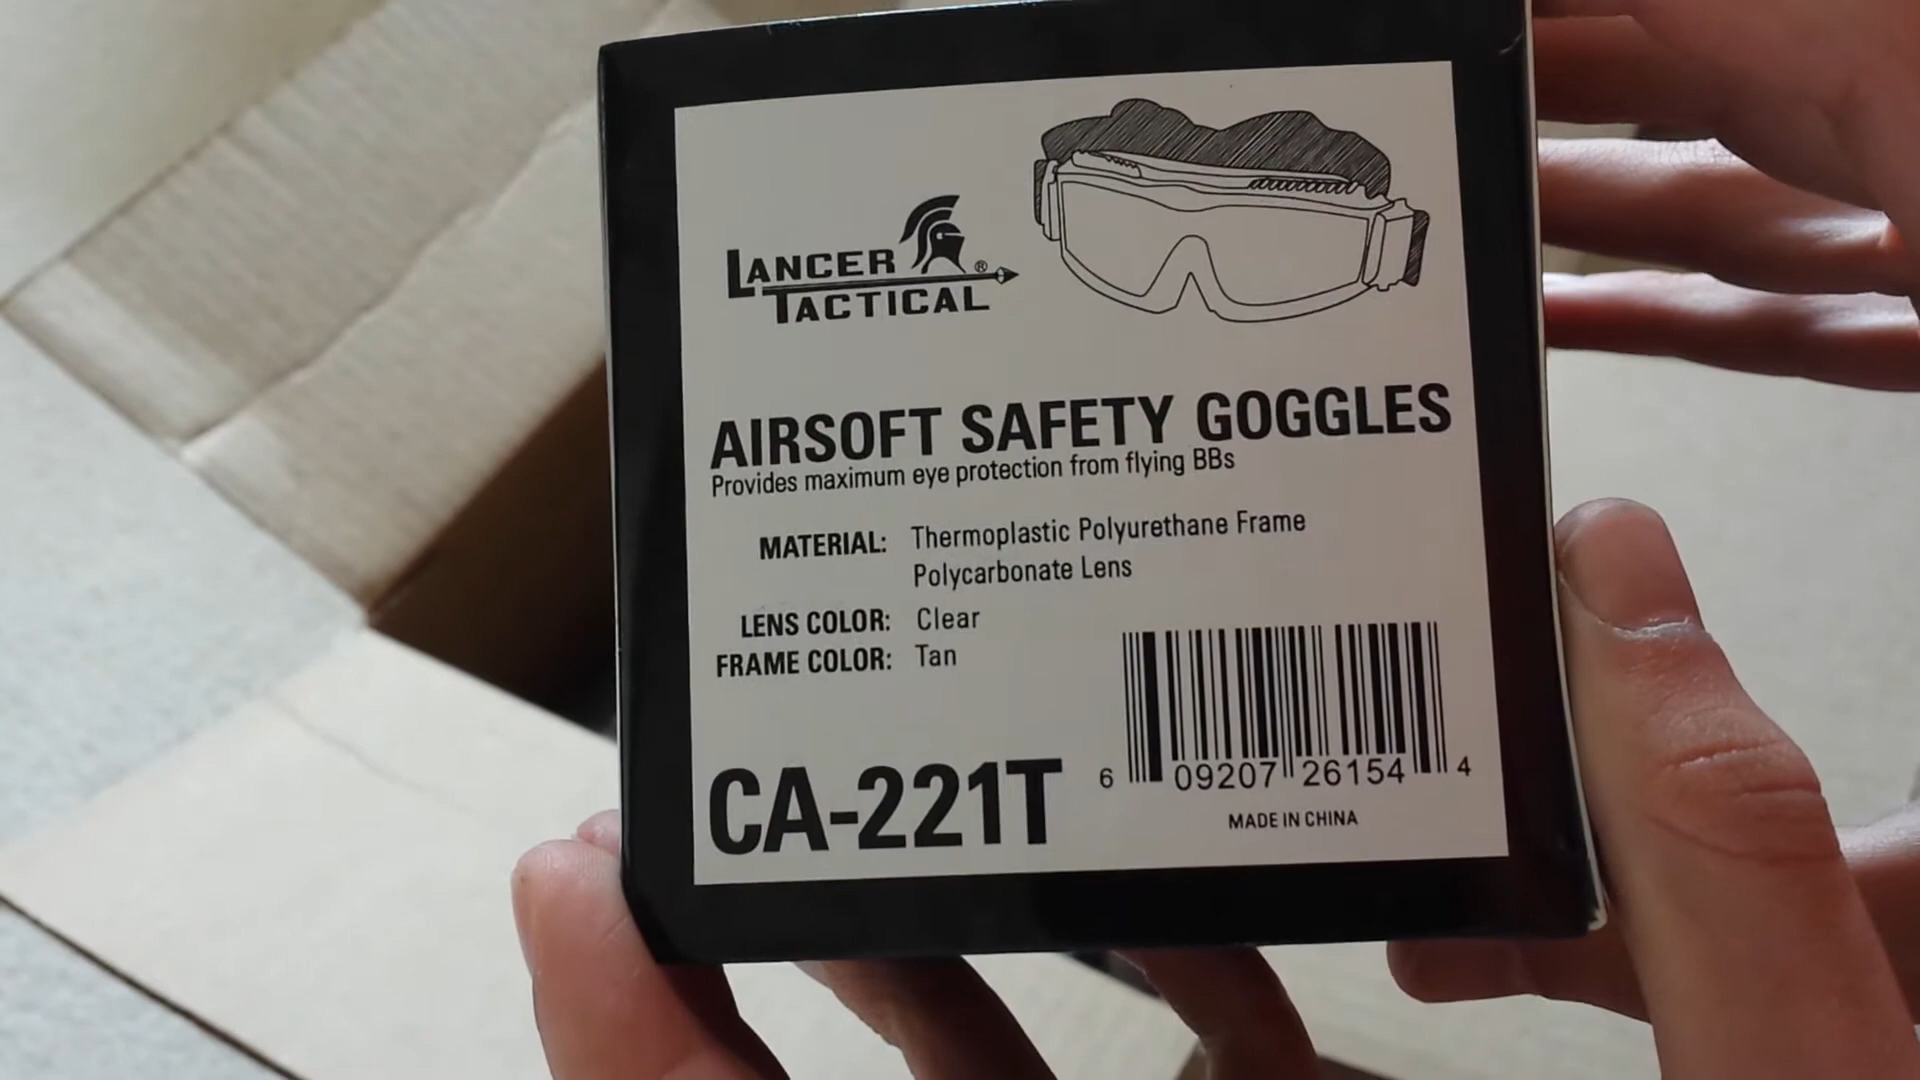 LANCER
TACTICAL®
AIRSOFT SAFETY GOGGLES
Provides maximum eye protection from flying BBs
MATERIAL: Thermoplastic Polyurethane Frame
Polycarbonate Lens
LENS COLOR: Clear
FRAME COLOR: Tan
CA-221T
6 09207 26154 4
MADE IN CHINA